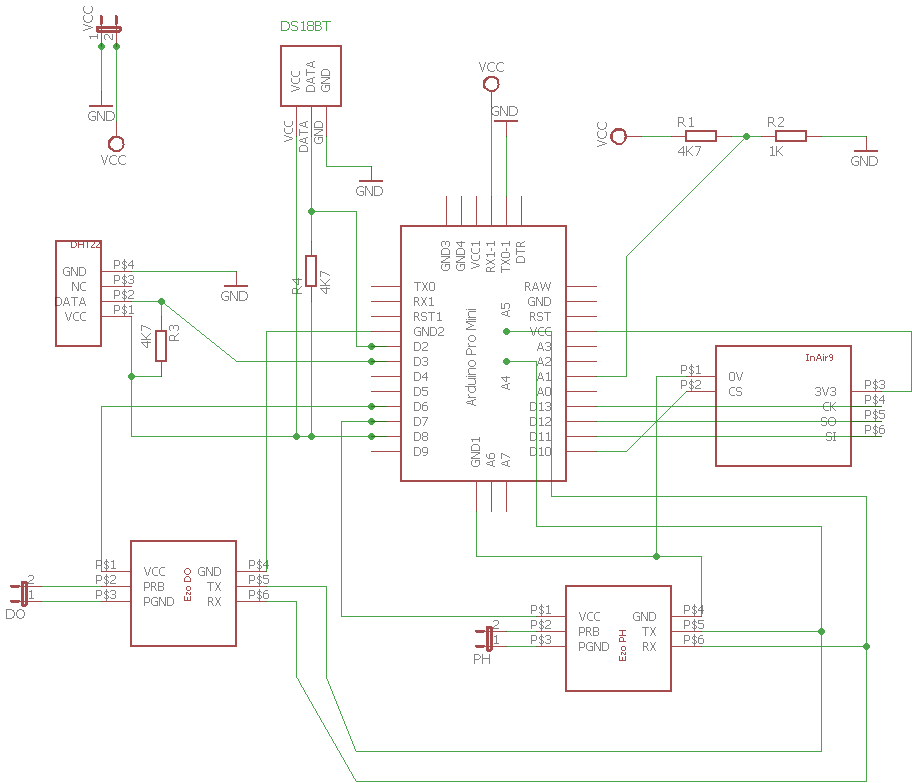 VCC
1
2
GND
VCC
DS18BT
VCC
DATA
GND
VCC
DATA
GND
GND
R4
4K7
DHT22
GND
NC
DATA
VCC
P$4
P$3
P$2
P$1
GND
4K7
R3
VCC
GND
GND3
GND4
VCC1
RX1-1
TX0-1
DTR
TX0
RX1
RST1
GND2
D2
D3
D4
D5
D6
D7
D8
D9
Arduino Pro Mini
A5
A4
RAW
GND
RST
VCC
A3
A2
A1
A0
D13
D12
D11
D10
GND1
A6
A7
VCC
R1
4K7
R2
1K
GND
InAir9
P$1
P$2
0V
CS
3V3
CK
SO
SI
P$3
P$4
P$5
P$6
2
1
DO
P$1
P$2
P$3
VCC
PRB
PGND
Ezo DO
GND
TX
RX
P$4
P$5
P$6
2
1
PH
P$1
P$2
P$3
VCC
PRB
PGND
Ezo PH
GND
TX
RX
P$4
P$5
P$6